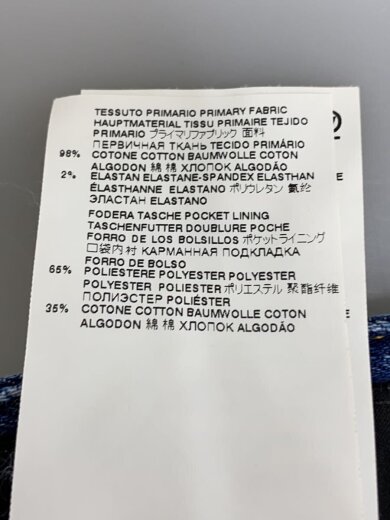 TESSUTO PRIMARIO PRIMARY FABRIC
HAUPTMATERIAL TISSU PRIMAIRE TEJIDO
PRIMARIO プライマリファブリック 面料
ПЕРВИЧНАЯ ТКАНЬ TECIDO PRIMÁRIO
98% COTONE COTTON BAUMWOLLE COTON
ALGODON 綿 棉 ХЛОПОК ALGODÃO
2% ELASTAN ELASTANE-SPANDEX ELASTHAN
ÉLASTHANNE ELASTANO ポリウレタン 氨纶
ЭЛАСТАН ELASTANO
FODERA TASCHE POCKET LINING
TASCHENFUTTER DOUBLURE POCHE
FORRO DE LOS BOLSILLOS ポケットライニング
口袋内衬 КАРМАННАЯ ПОДКЛАДКА
FORRO DE BOLSO
65% POLIESTERE POLYESTER POLYESTER
POLYESTER POLIESTER ポリエステル 聚酯纤维
ПОЛИЭСТЕР POLIÉSTER
35% COTONE COTTON BAUMWOLLE COTON
ALGODON 綿 棉 ХЛОПОК ALGODÃO